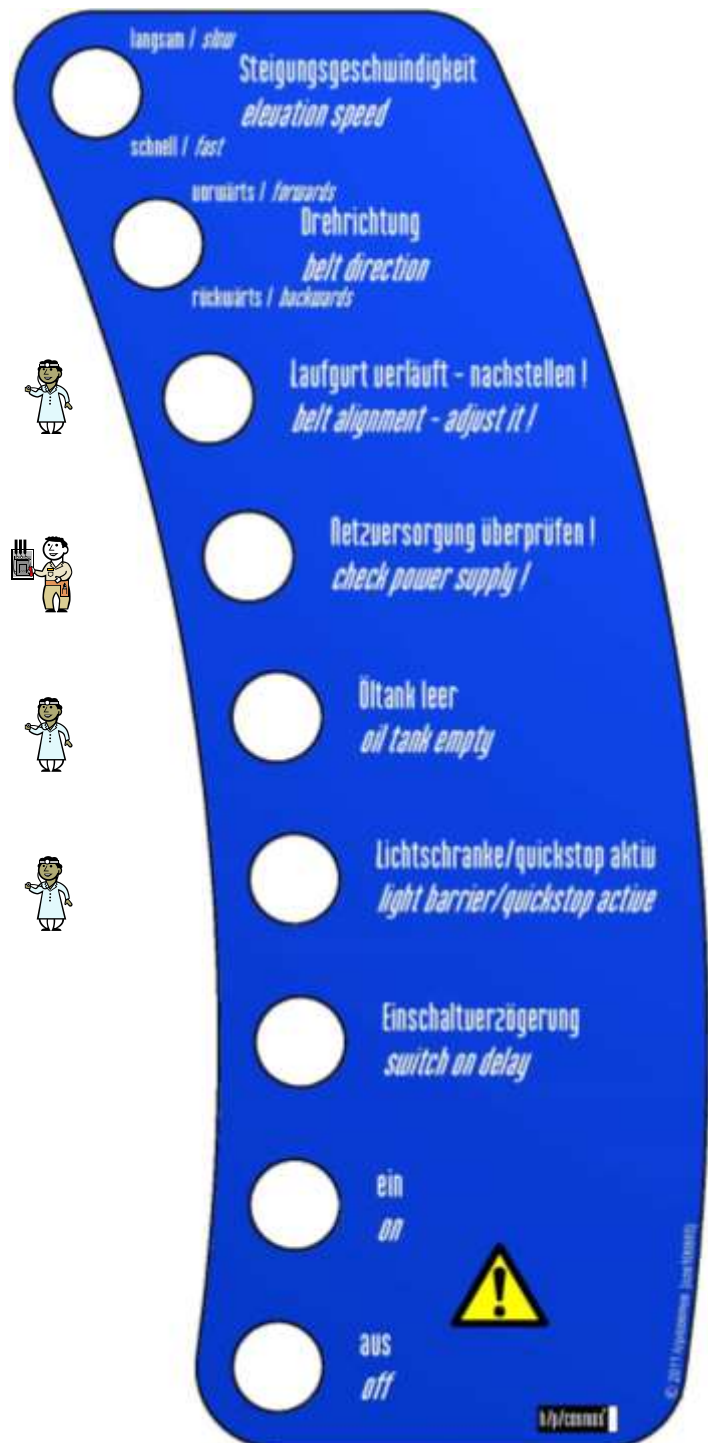 langsam / slow
Steigungsgeschwindigkeit
elevation speed
schnell / fast
vorwärts / forwards
Drehrichtung
belt direction
rückwärts / backwards
Laufgurt verläuft - nachstellen !
belt alignment - adjust it !
Netzversorgung überprüfen !
check power supply !
Öltank leer
oil tank empty
Lichtschranke/quickstop aktiv
light barrier/quickstop active
Einschaltverzögerung
switch on delay
ein
on
!
aus
off
© 2011 h/p/cosmos
h/p/cosmos